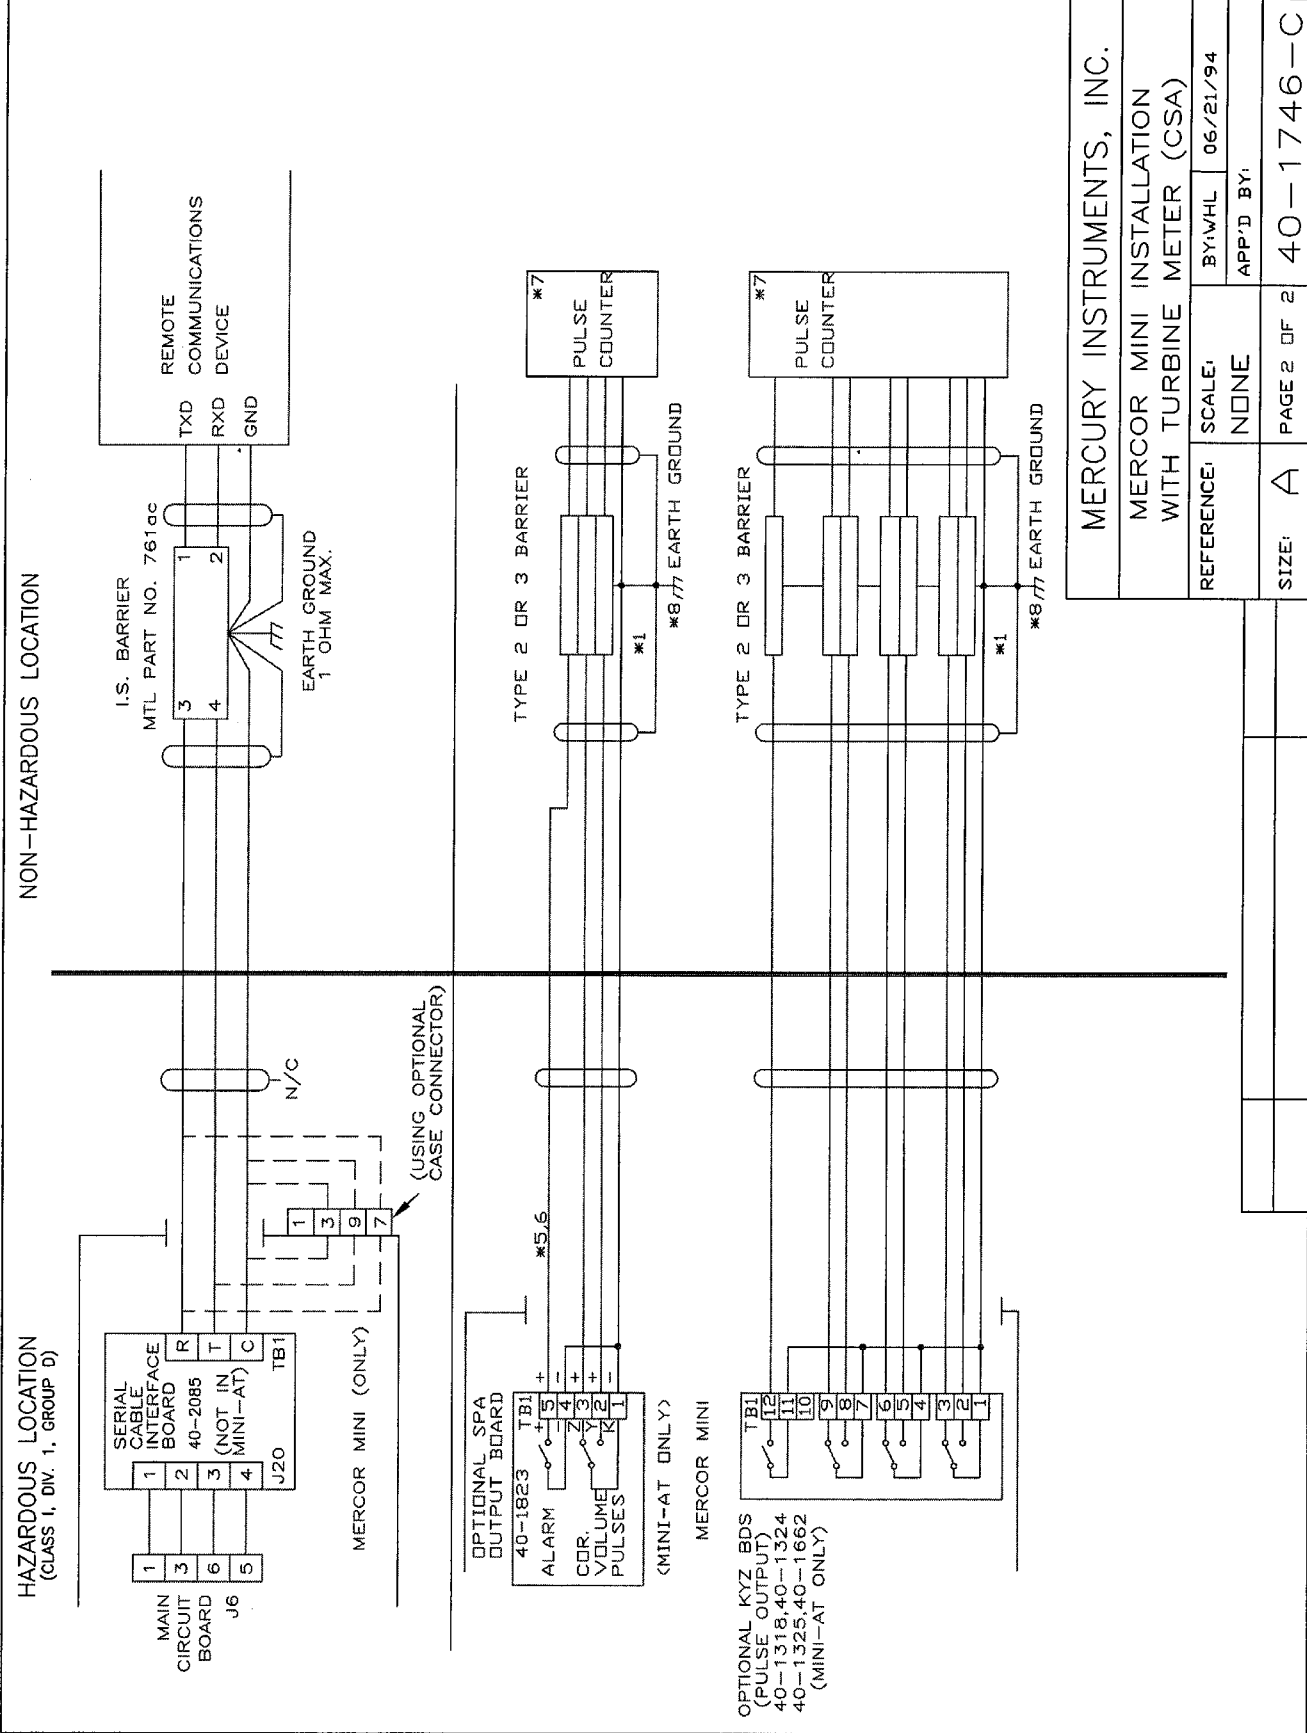 HAZARDOUS LOCATION
(CLASS I, DIV. 1, GROUP D)
NON-HAZARDOUS LOCATION
MAIN
CIRCUIT
BOARD
J6
1
3
6
5
1
2
3
4
J20
SERIAL
CABLE
INTERFACE
BOARD
40-2085
(NOT IN
MINI-AT)
R
T
C
TB1
MERCOR MINI (ONLY)
1
3
9
7
(USING OPTIONAL
CASE CONNECTOR)
N/C
I.S. BARRIER
MTL PART NO. 761ac
3
4
1
2
EARTH GROUND
1 OHM MAX.
TXD
RXD
GND
REMOTE
COMMUNICATIONS
DEVICE
OPTIONAL SPA
OUTPUT BOARD
40-1823
TB1
ALARM
COR.
VOLUME
PULSES
+
-
Z
Y
K
5
4
3
2
1
+
-
+
+
-
(MINI-AT ONLY)
*5,6
TYPE 2 OR 3 BARRIER
*1
*8
EARTH GROUND
*7
PULSE
COUNTER
MERCOR MINI
OPTIONAL KYZ BDS
(PULSE OUTPUT)
40-1318,40-1324
40-1325,40-1662
(MINI-AT ONLY)
TB1
12
11
10
9
8
7
6
5
4
3
2
1
TYPE 2 OR 3 BARRIER
*1
*8
EARTH GROUND
*7
PULSE
COUNTER
MERCURY INSTRUMENTS, INC.
MERCOR MINI INSTALLATION
WITH TURBINE METER (CSA)
REFERENCE:
SCALE:
NONE
BY:WHL
06/21/94
APP'D BY:
SIZE: A
PAGE 2 OF 2
40-1746-C